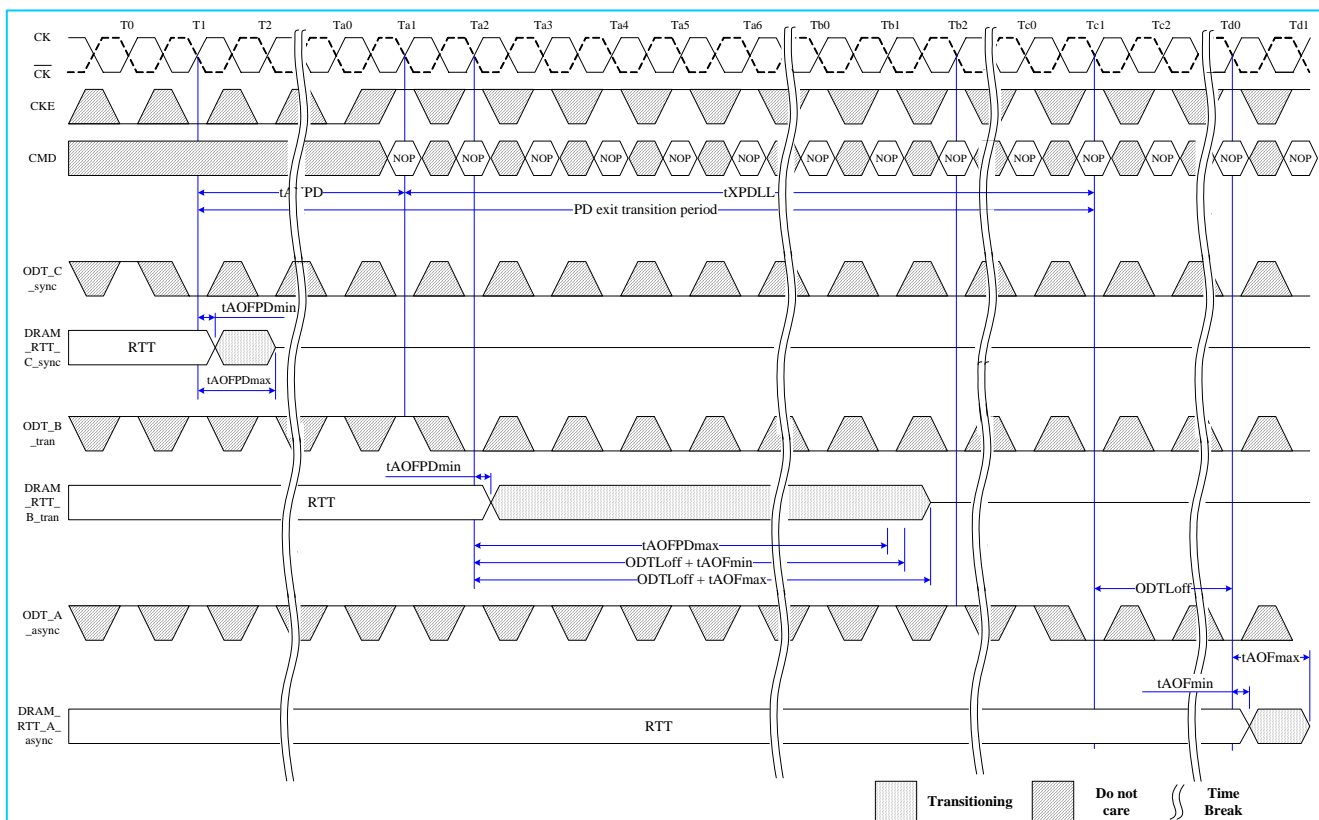 T0 T1 T2 Ta0 Ta1 Ta2 Ta3 Ta4 Ta5 Ta6 Tb0 Tb1 Tb2 Tc0 Tc1 Tc2 Td0 Td1
CK
CK
CKE
CMD
NOP NOP NOP NOP NOP NOP NOP NOP NOP NOP NOP NOP NOP NOP
tXPDLL
PD exit transition period
ODT_C
_sync
tAOFPDmin
DRAM
_RTT_
C_sync
RTT
tAOFPDmax
ODT_B
_tran
tAOFPDmin
DRAM
_RTT_
B_tran
RTT
tAOFPDmax
ODTLoff + tAOFmin
ODTLoff + tAOFmax
ODTLoff
ODT_A
_async
tAOFmax
tAOFmin
DRAM_
RTT_A_
async
RTT
Transitioning
Do not
care
Time
Break